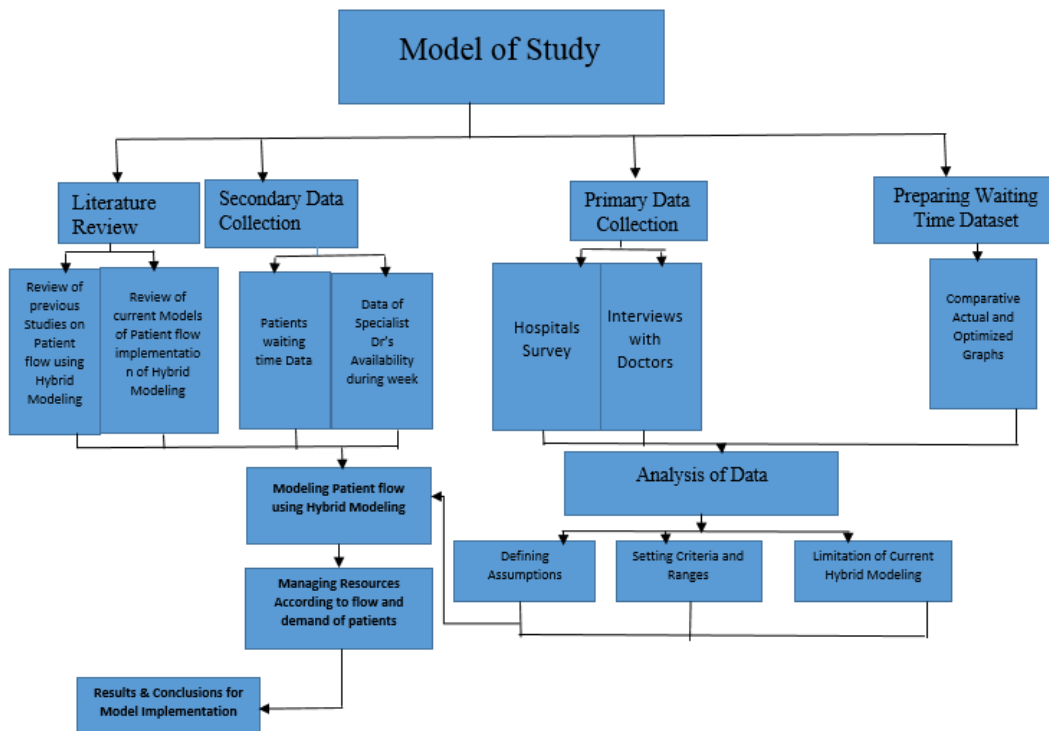 Model of Study
Literature
Review
Secondary Data
Collection
Primary Data
Collection
Preparing Waiting
Time Dataset
Review of
previous
Studies on
Patient
flow using
Hybrid
Modeling
Review of
current Models
of Patient flow
implementatio
n of Hybrid
Modeling
Patients
waiting
time Data
Data of
Specialist
Dr's
Availability
during week
Hospitals
Survey
Interviews
with
Doctors
Comparative
Actual and
Optimized
Graphs
Modeling Patient flow
using Hybrid Modeling
Analysis of Data
Defining
Assumptions
Setting Criteria and
Ranges
Limitation of Current
Hybrid Modeling
Managing Resources
According to flow and
demand of patients
Results & Conclusions for
Model Implementation